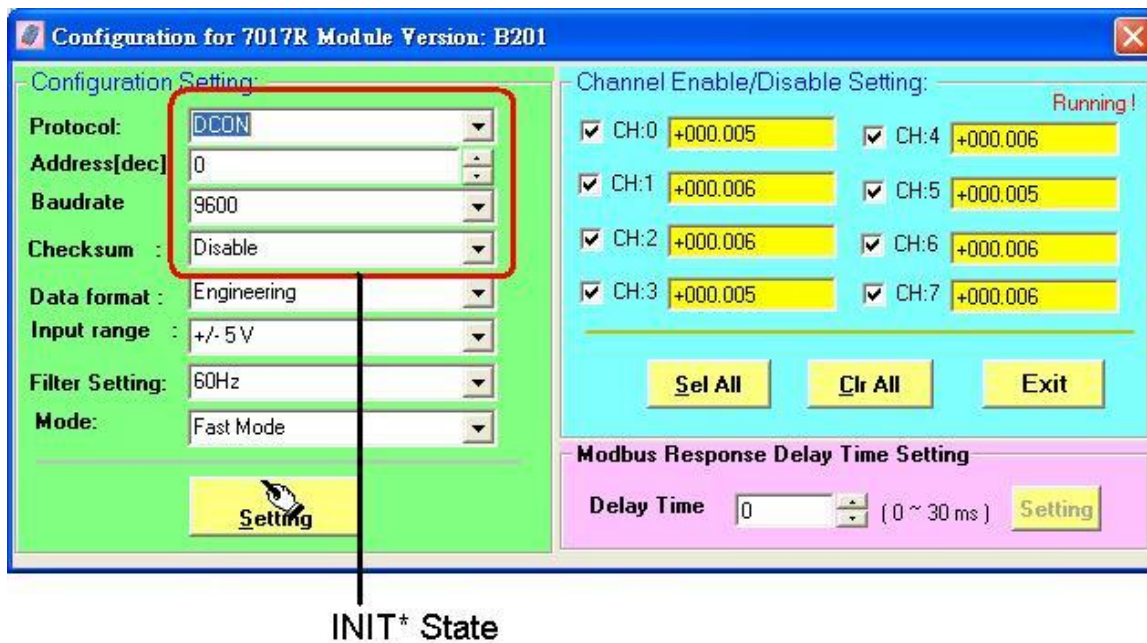 Configuration for 7017R Module Version: B201
Configuration Setting:
Protocol: DCON
Address[dec] 0
Baudrate 9600
Checksum : Disable
Data format : Engineering
Input range : +/- 5 V
Filter Setting: 60Hz
Mode: Fast Mode
Setting
Channel Enable/Disable Setting:
Running !
CH:0 +000.005 CH:4 +000.006
CH:1 +000.006 CH:5 +000.005
CH:2 +000.006 CH:6 +000.006
CH:3 +000.005 CH:7 +000.006
Sel All Clr All Exit
Modbus Response Delay Time Setting
Delay Time 0 ( 0 ~ 30 ms ) Setting
INIT* State